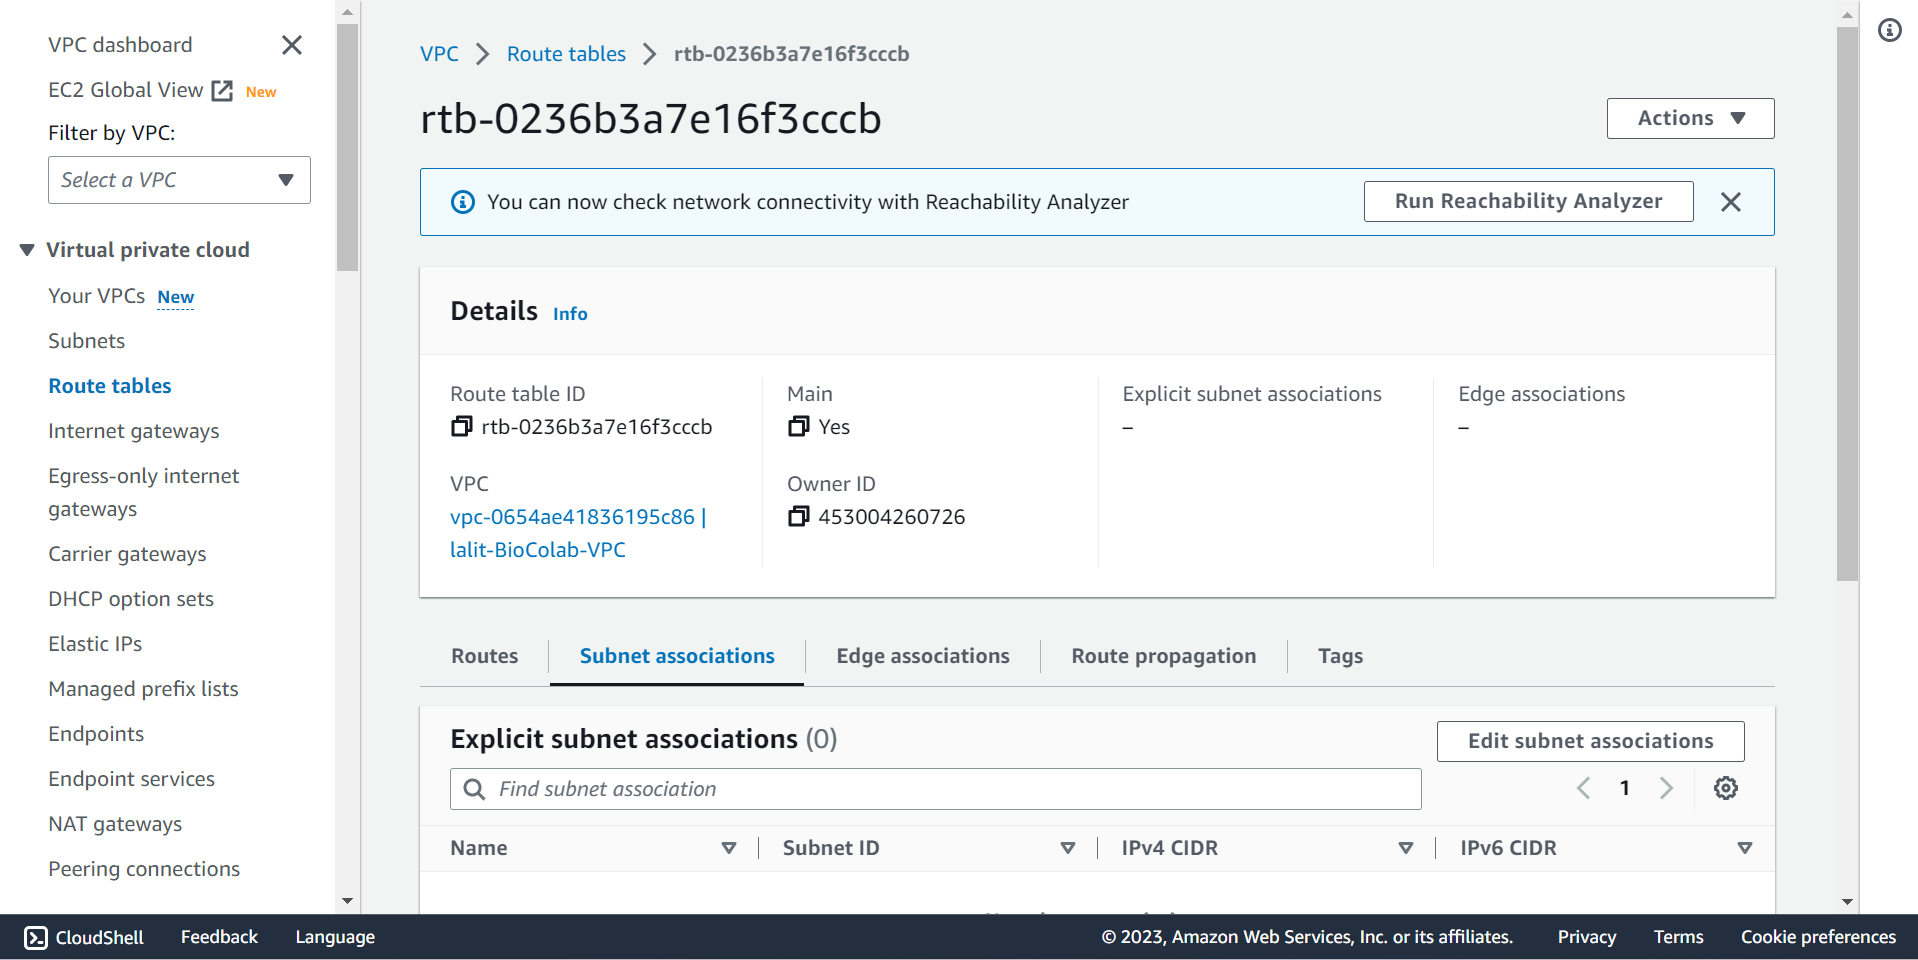 VPC dashboard
EC2 Global View New
Filter by VPC:
Select a VPC
Virtual private cloud
Your VPCs New
Subnets
Route tables
Internet gateways
Egress-only internet
gateways
Carrier gateways
DHCP option sets
Elastic IPs
Managed prefix lists
Endpoints
Endpoint services
NAT gateways
Peering connections
VPC Route tables rtb-0236b3a7e16f3cccb
rtb-0236b3a7e16f3cccb
Actions
You can now check network connectivity with Reachability Analyzer
Run Reachability Analyzer
Details Info
Route table ID
rtb-0236b3a7e16f3cccb
Main
Yes
Explicit subnet associations
–
Edge associations
–
VPC
vpc-0654ae41836195c86 |
lalit-BioColab-VPC
Owner ID
453004260726
Routes Subnet associations Edge associations Route propagation Tags
Explicit subnet associations (0)
Edit subnet associations
Find subnet association
1
Name Subnet ID IPv4 CIDR IPv6 CIDR
CloudShell Feedback Language © 2023, Amazon Web Services, Inc. or its affiliates. Privacy Terms Cookie preferences